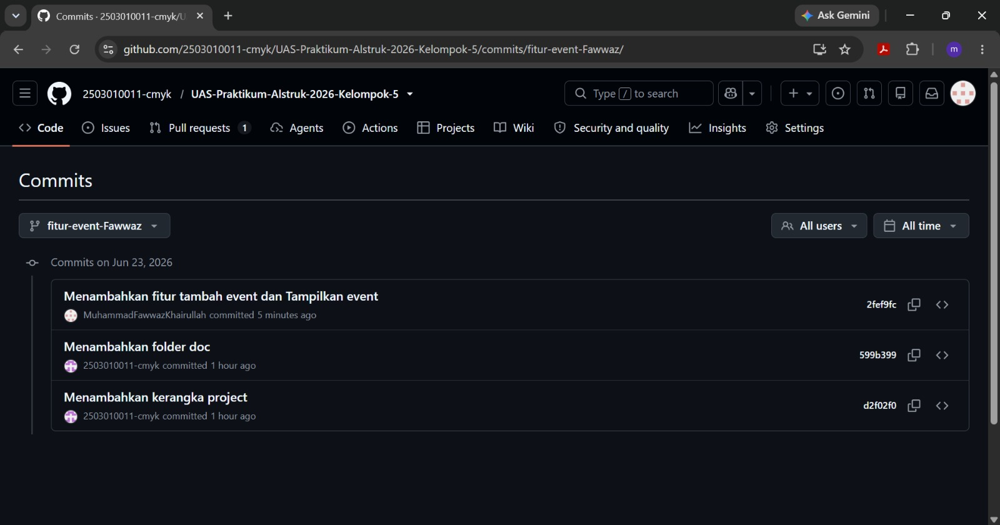 Commits · 2503010011-cmyk/U
Ask Gemini
github.com/2503010011-cmyk/UAS-Praktikum-Alstruk-2026-Kelompok-5/commits/fitur-event-Fawwaz/
m
2503010011-cmyk / UAS-Praktikum-Alstruk-2026-Kelompok-5
Type / to search
Code
Issues
Pull requests 1
Agents
Actions
Projects
Wiki
Security and quality
Insights
Settings
Commits
fitur-event-Fawwaz
All users
All time
Commits on Jun 23, 2026
Menambahkan fitur tambah event dan Tampilkan event
MuhammadFawwazKhairullah committed 5 minutes ago
2fef9fc
Menambahkan folder doc
2503010011-cmyk committed 1 hour ago
599b399
Menambahkan kerangka project
2503010011-cmyk committed 1 hour ago
d2f02f0